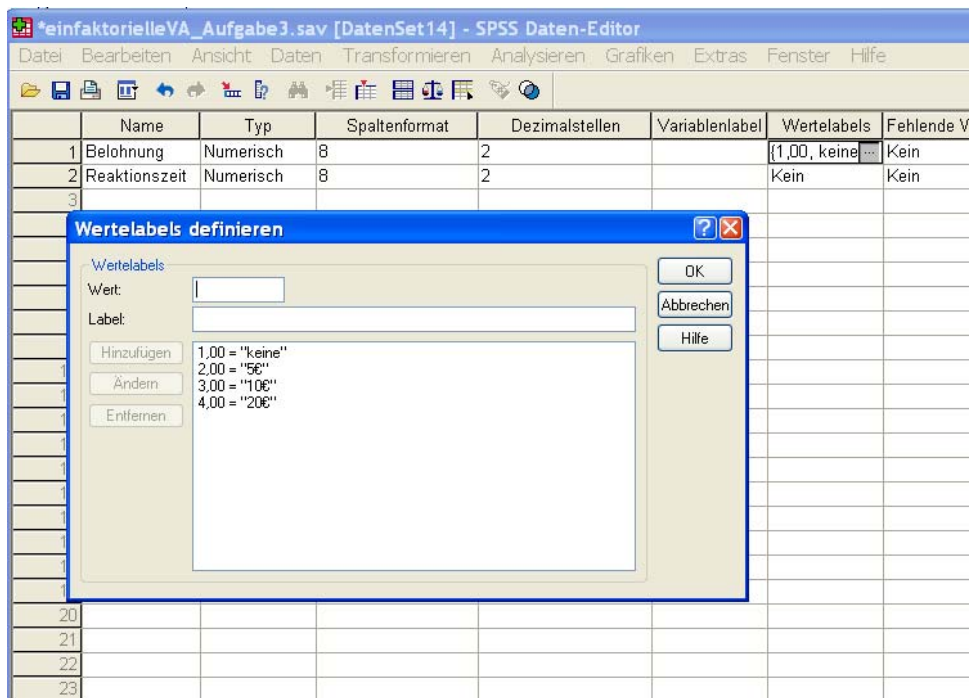 *einfaktorielleVA_Aufgabe3.sav [DatenSet14] - SPSS Daten-Editor
Datei Bearbeiten Ansicht Daten Transformieren Analysieren Grafiken Extras Fenster Hilfe
Name Typ Spaltenformat Dezimalstellen Variablenlabel Wertelabels Fehlende V
1 Belohnung Numerisch 8 2 {1,00, keine ... Kein
2 Reaktionszeit Numerisch 8 2 Kein Kein
3
Wertelabels definieren
Wertelabels
Wert:
Label:
OK
Abbrechen
Hilfe
Hinzufügen
Ändern
Entfernen
1,00 = "keine"
2,00 = "5€"
3,00 = "10€"
4,00 = "20€"
20
21
22
23